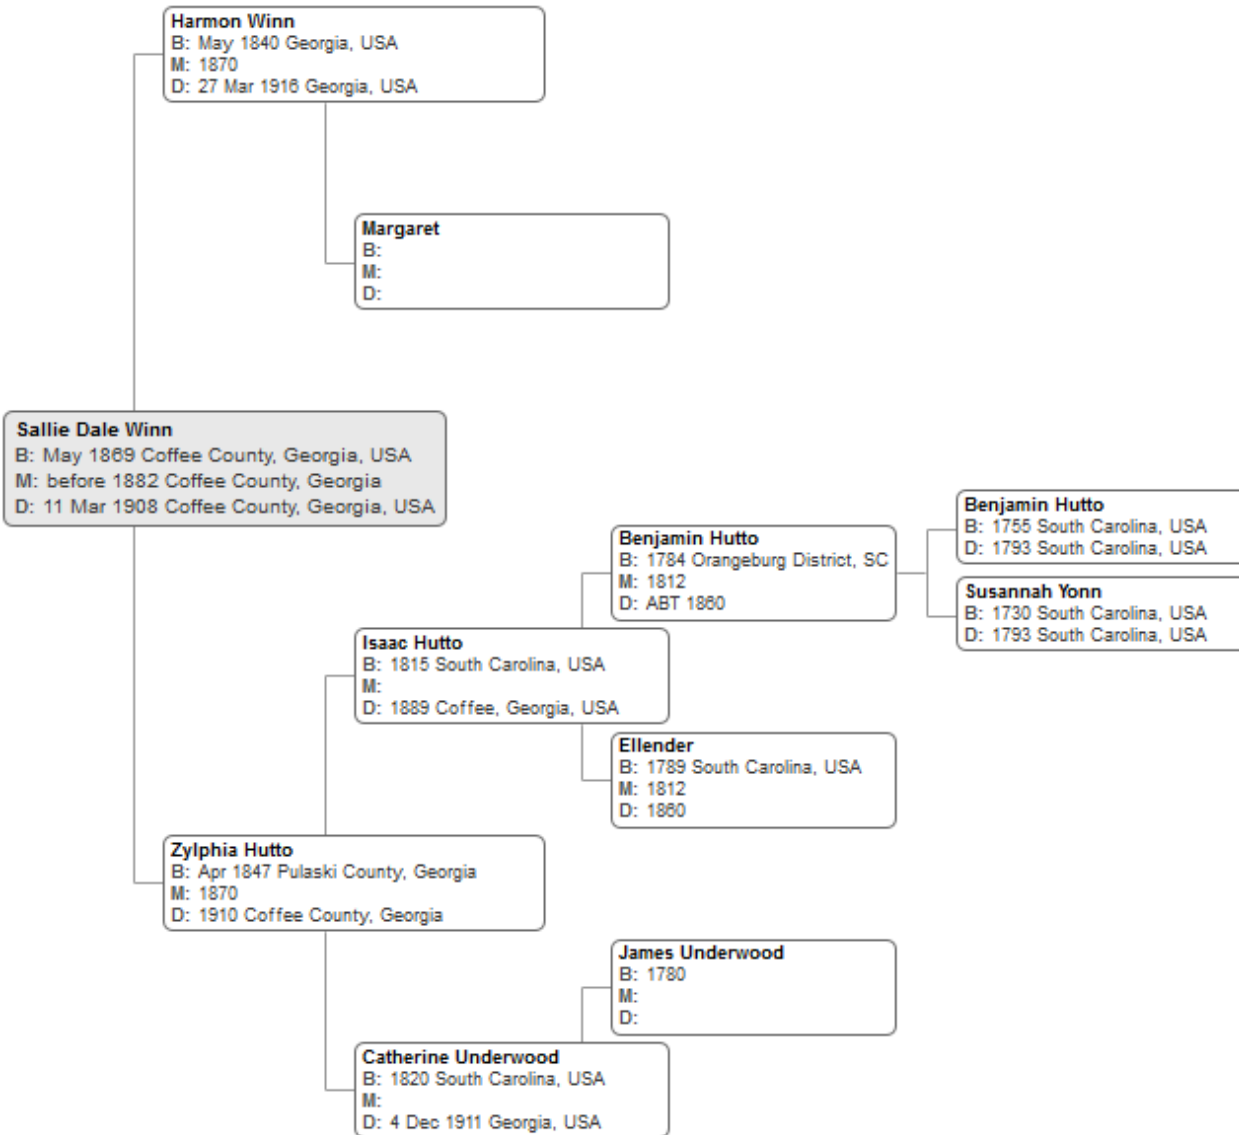 Harmon Winn
B: May 1840 Georgia, USA
M: 1870
D: 27 Mar 1916 Georgia, USA
Margaret
B:
M:
D:
Sallie Dale Winn
B: May 1869 Coffee County, Georgia, USA
M: before 1882 Coffee County, Georgia
D: 11 Mar 1908 Coffee County, Georgia, USA
Benjamin Hutto
B: 1755 South Carolina, USA
D: 1793 South Carolina, USA
Benjamin Hutto
B: 1784 Orangeburg District, SC
M: 1812
D: ABT 1860
Susannah Yonn
B: 1730 South Carolina, USA
D: 1793 South Carolina, USA
Isaac Hutto
B: 1815 South Carolina, USA
M:
D: 1889 Coffee, Georgia, USA
Ellender
B: 1789 South Carolina, USA
M: 1812
D: 1860
Zylphia Hutto
B: Apr 1847 Pulaski County, Georgia
M: 1870
D: 1910 Coffee County, Georgia
James Underwood
B: 1780
M:
D:
Catherine Underwood
B: 1820 South Carolina, USA
M:
D: 4 Dec 1911 Georgia, USA